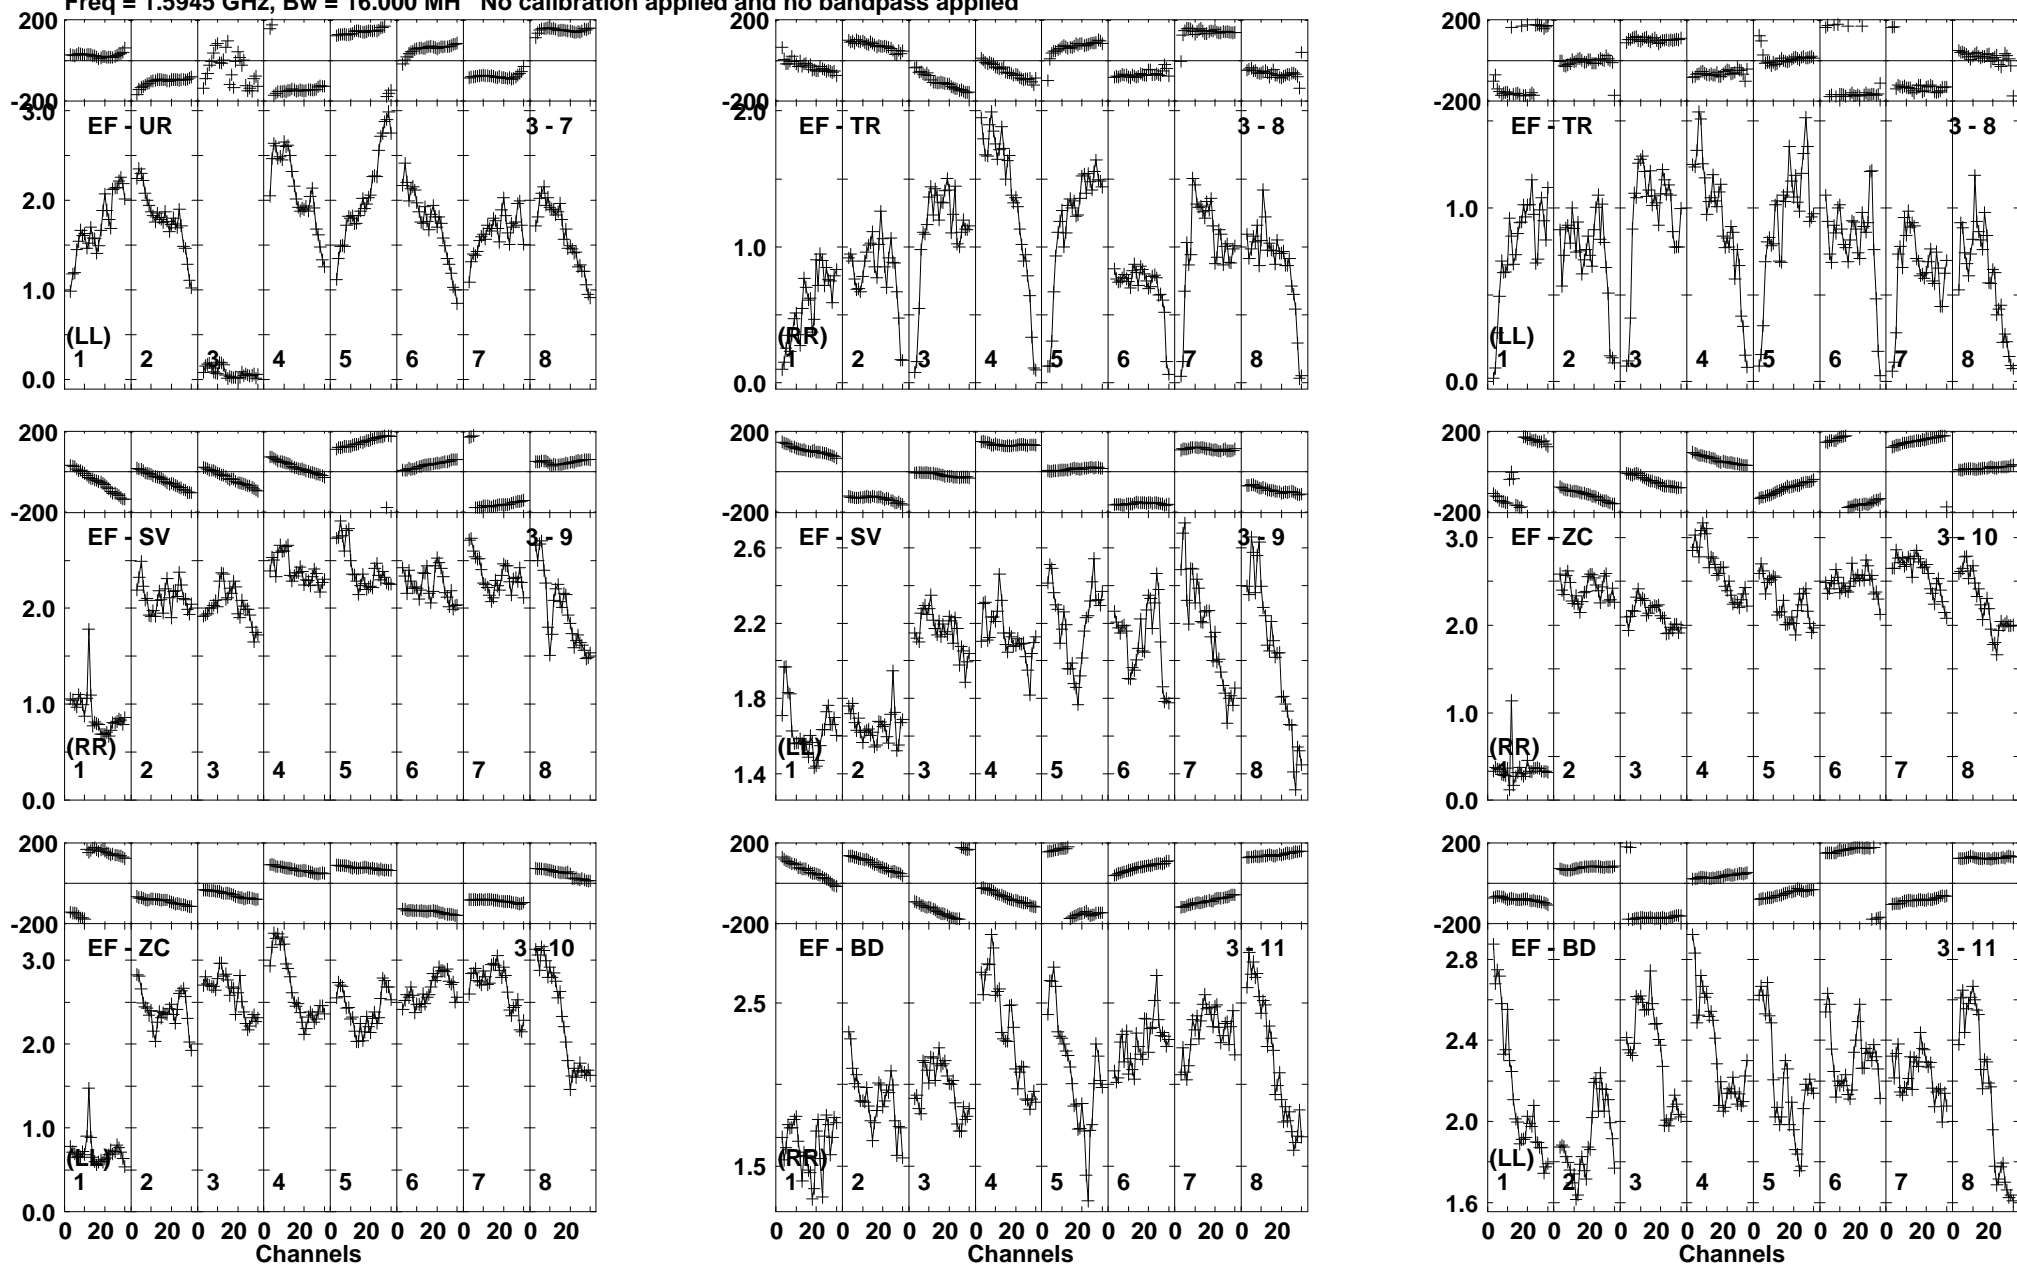 Freq = 1.5945 GHz, Bw = 16.000 MH No calibration applied and no bandpass applied
200
-200
EF - UR 3 - 7
3.0
2.0
1.0
0.0
(LL)
1 2 3 4 5 6 7 8
200
-200
EF - TR 3 - 8
2.0
1.0
0.0
(RR)
1 2 3 4 5 6 7 8
200
-200
EF - TR 3 - 8
1.0
0.0
(LL)
1 2 3 4 5 6 7 8
200
-200
EF - SV 3 - 9
2.0
1.0
0.0
(RR)
1 2 3 4 5 6 7 8
200
-200
EF - SV 3 - 9
2.6
2.2
1.8
1.4
(LL)
1 2 3 4 5 6 7 8
200
-200
EF - ZC 3 - 10
3.0
2.0
1.0
0.0
(RR)
1 2 3 4 5 6 7 8
200
-200
EF - ZC 3 - 10
3.0
2.0
1.0
0.0
(LL)
1 2 3 4 5 6 7 8
0 20 0 20 0 20 0 20 0 20 0 20 0 20 0 20
Channels
200
-200
EF - BD 3 - 11
2.5
1.5
(RR)
1 2 3 4 5 6 7 8
0 20 0 20 0 20 0 20 0 20 0 20 0 20 0 20
Channels
200
-200
EF - BD 3 - 11
2.8
2.4
2.0
1.6
(LL)
1 2 3 4 5 6 7 8
0 20 0 20 0 20 0 20 0 20 0 20 0 20 0 20
Channels